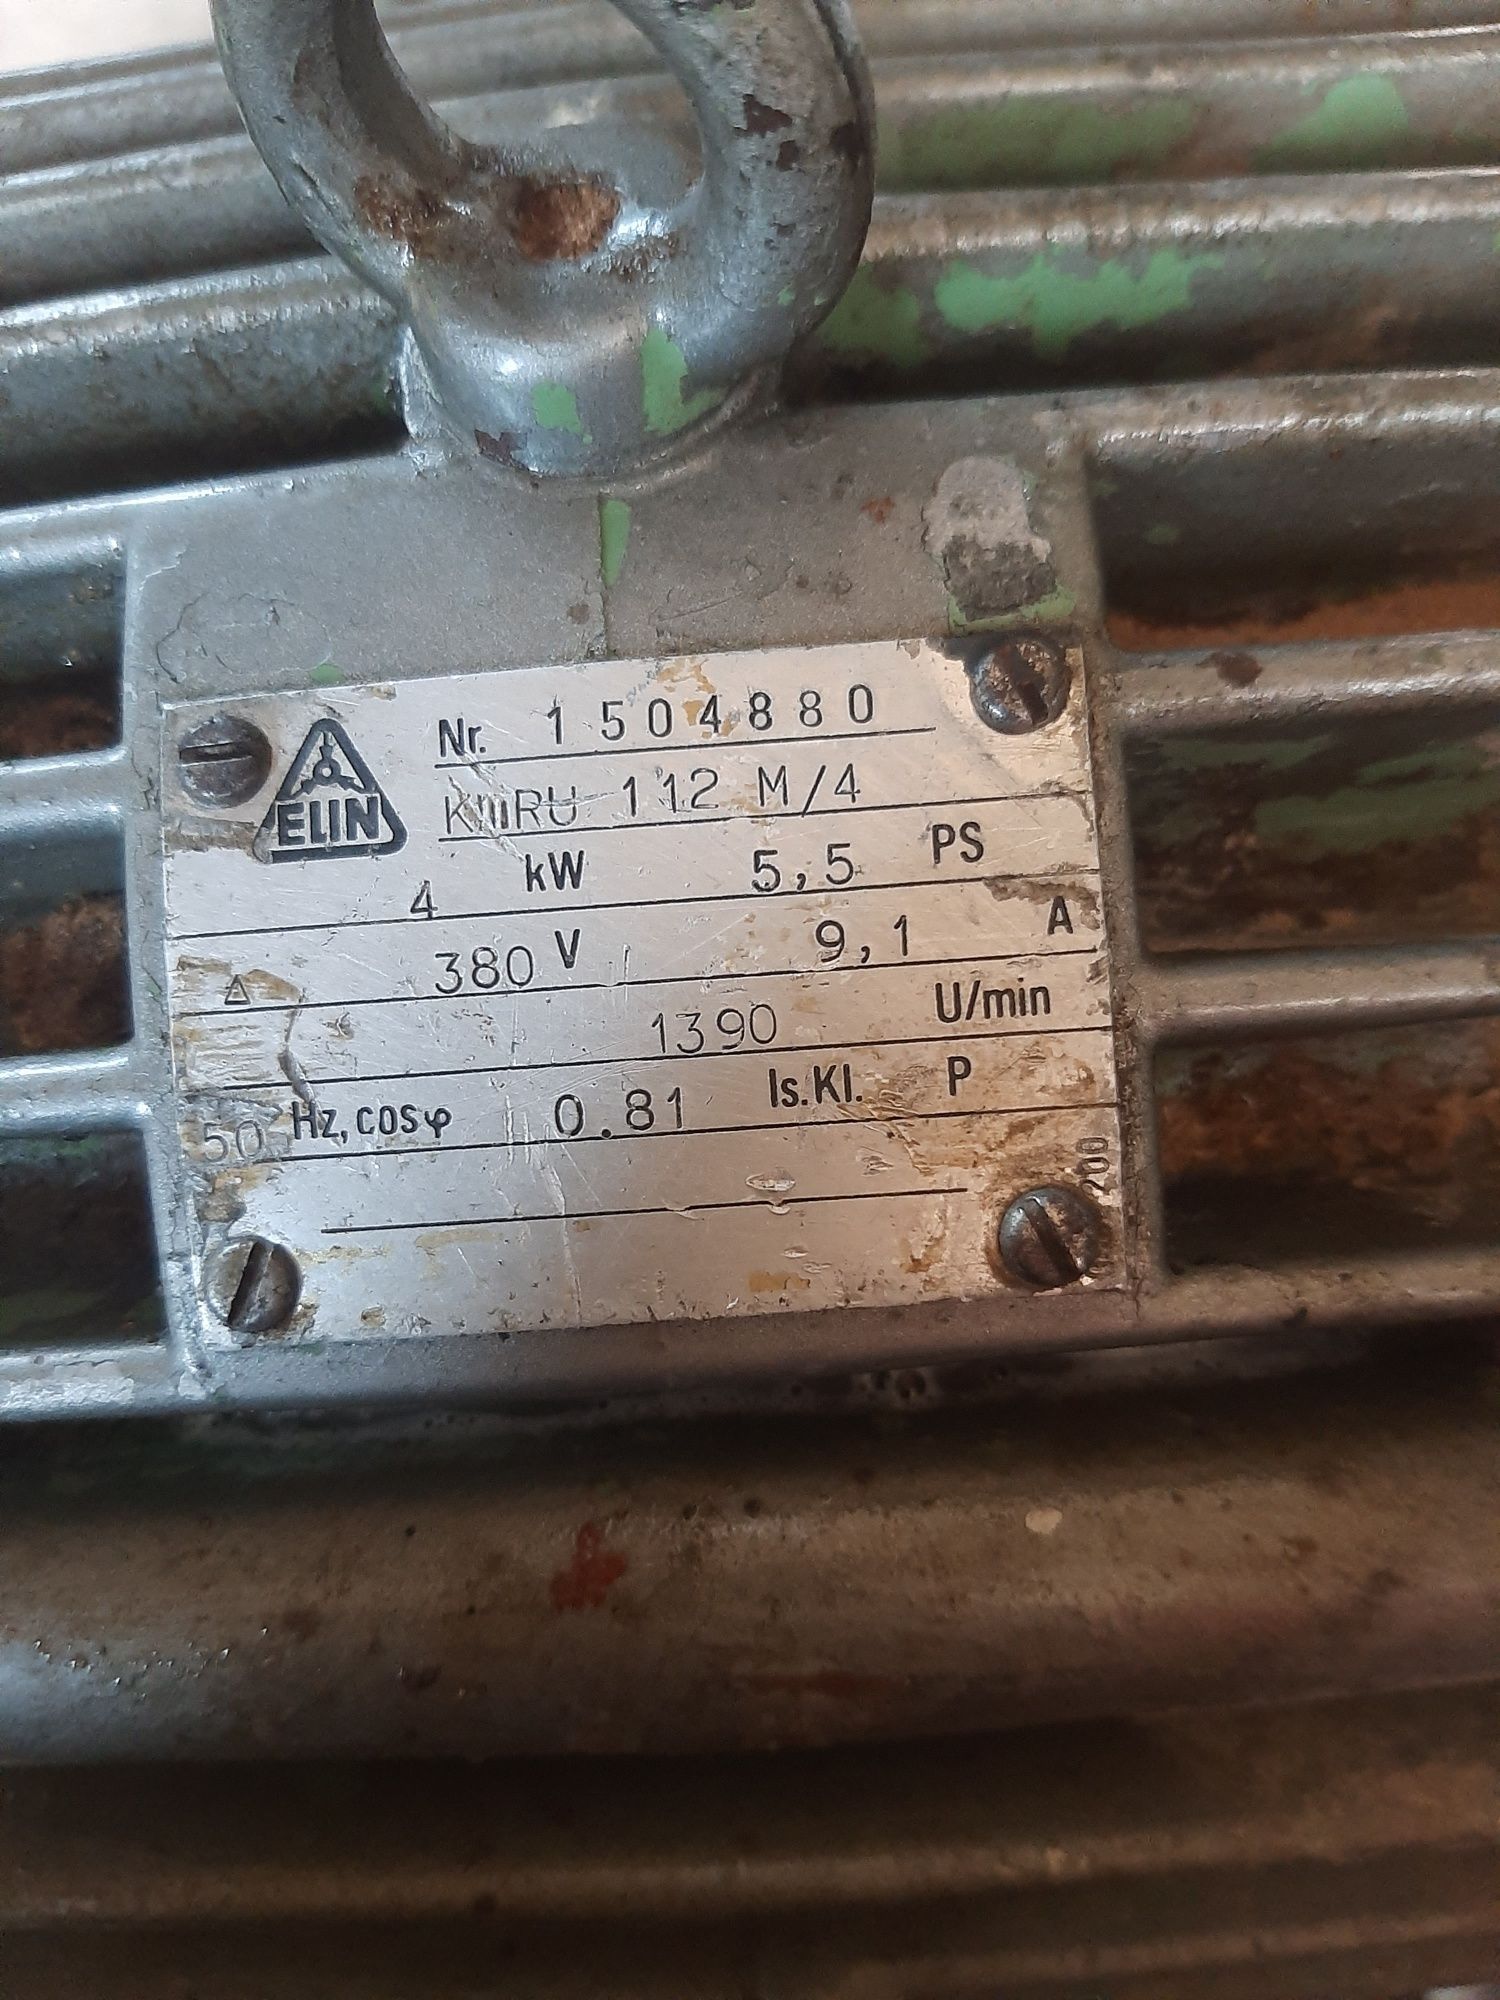 ELIN
Nr. 1504880
KIIIRU 112 M/4
4 kW 5,5 PS
△ 380 V 9,1 A
1390 U/min
50 Hz, cosφ 0.81 Is.Kl. P
200